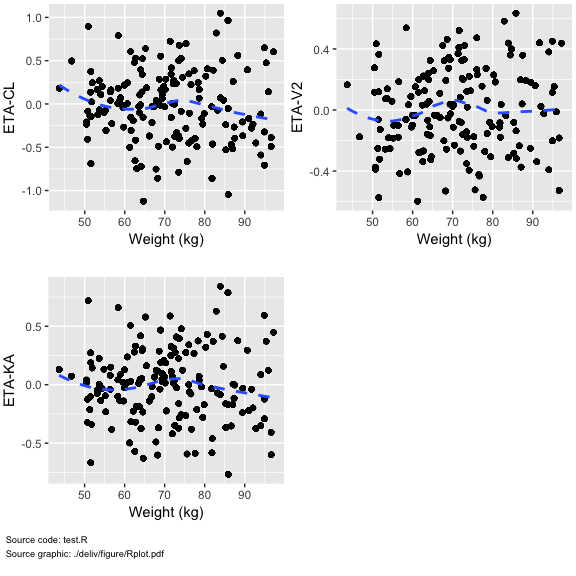 1.0
0.5
0.0
-0.5
-1.0
ETA-CL
50 60 70 80 90
Weight (kg)
0.4
0.0
-0.4
ETA-V2
50 60 70 80 90
Weight (kg)
0.5
0.0
-0.5
ETA-KA
50 60 70 80 90
Weight (kg)
Source code: test.R
Source graphic: ./deliv/figure/Rplot.pdf